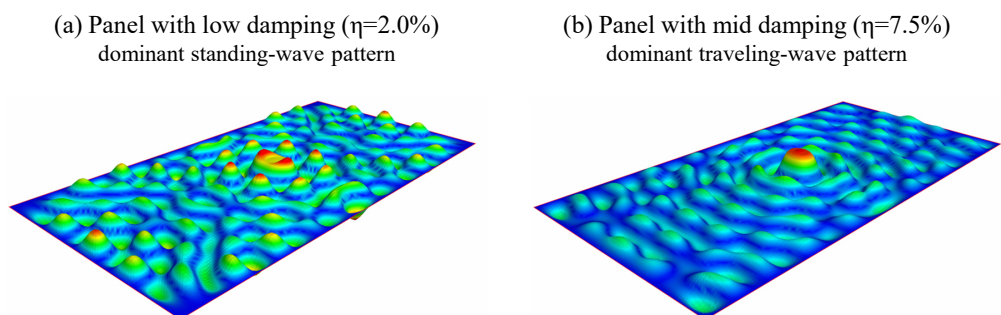 (a) Panel with low damping (η=2.0%)
dominant standing-wave pattern
(b) Panel with mid damping (η=7.5%)
dominant traveling-wave pattern